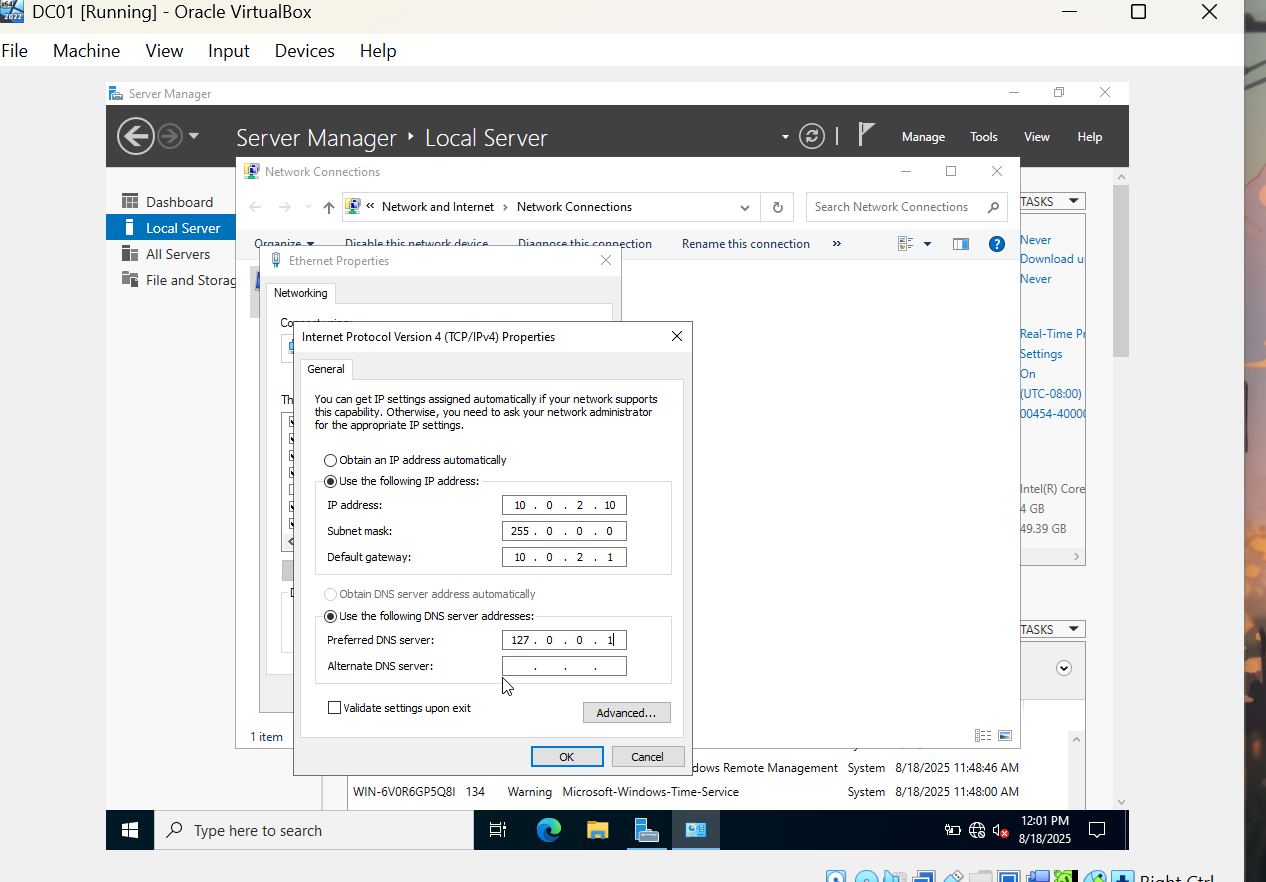 x64
2022
DC01 [Running] - Oracle VirtualBox
File Machine View Input Devices Help
Server Manager
Server Manager ‣ Local Server
Manage Tools View Help
Dashboard
Local Server
All Servers
File and Storag
Network Connections
« Network and Internet › Network Connections
Search Network Connections
Organize Disable this network device Diagnose this connection Rename this connection »
Ethernet Properties
Networking
Connect using:
Th
D
1 item
Internet Protocol Version 4 (TCP/IPv4) Properties
General
You can get IP settings assigned automatically if your network supports
this capability. Otherwise, you need to ask your network administrator
for the appropriate IP settings.
Obtain an IP address automatically
Use the following IP address:
IP address: 10 . 0 . 2 . 10
Subnet mask: 255 . 0 . 0 . 0
Default gateway: 10 . 0 . 2 . 1
Obtain DNS server address automatically
Use the following DNS server addresses:
Preferred DNS server: 127 . 0 . 0 . 1
Alternate DNS server: . . .
Validate settings upon exit
Advanced...
OK Cancel
TASKS
Never
Download u
Never
Real-Time Pr
Settings
On
(UTC-08:00)
00454-40000
Intel(R) Core
4 GB
49.39 GB
TASKS
dows Remote Management System 8/18/2025 11:48:46 AM
WIN-6V0R6GP5Q8I 134 Warning Microsoft-Windows-Time-Service System 8/18/2025 11:48:00 AM
Type here to search
12:01 PM
8/18/2025
Right Ctrl